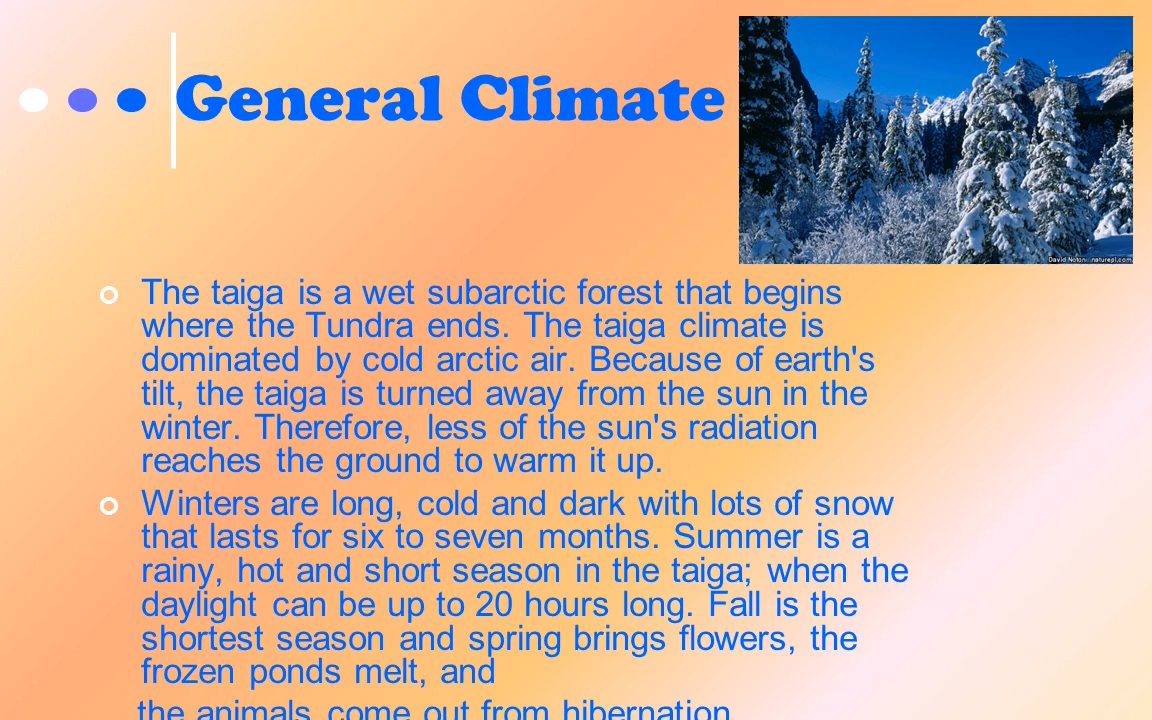 General Climate
David Noton / naturepl.com
The taiga is a wet subarctic forest that begins
where the Tundra ends. The taiga climate is
dominated by cold arctic air. Because of earth's
tilt, the taiga is turned away from the sun in the
winter. Therefore, less of the sun's radiation
reaches the ground to warm it up.
Winters are long, cold and dark with lots of snow
that lasts for six to seven months. Summer is a
rainy, hot and short season in the taiga; when the
daylight can be up to 20 hours long. Fall is the
shortest season and spring brings flowers, the
frozen ponds melt, and
the animals come out from hibernation